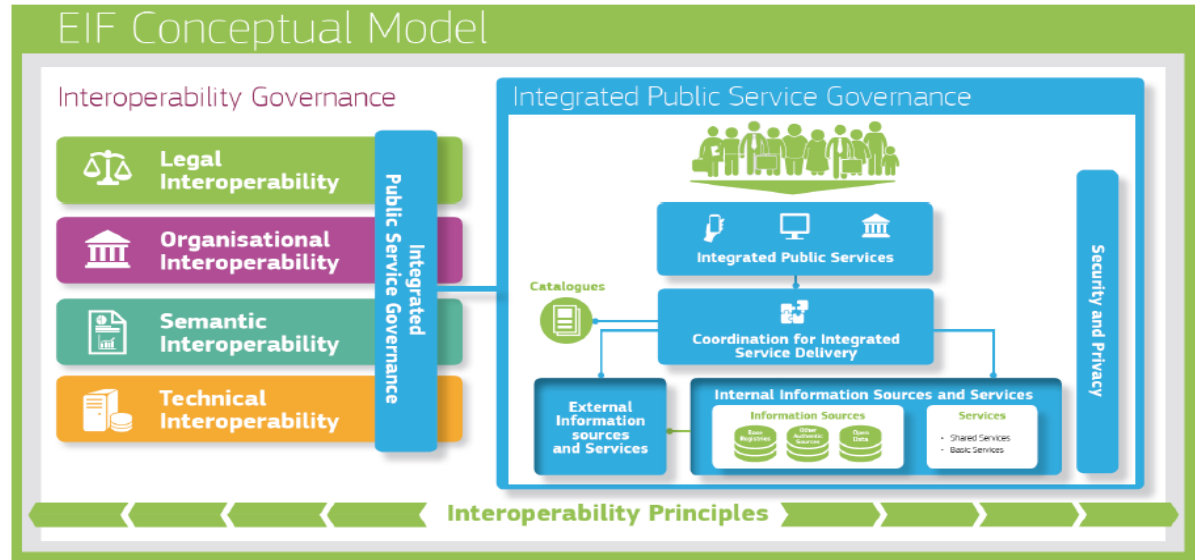 EIF Conceptual Model
Interoperability Governance
Legal
Interoperability
Organisational
Interoperability
Semantic
Interoperability
Technical
Interoperability
Integrated
Public Service Governance
Integrated Public Service Governance
Integrated Public Services
Catalogues
Coordination for Integrated
Service Delivery
External
Information
sources
and Services
Internal Information Sources and Services
Information Sources
Base
Registries
Other
Authentic
Sources
Open
Data
Services
• Shared Services
• Basic Services
Security and Privacy
Interoperability Principles